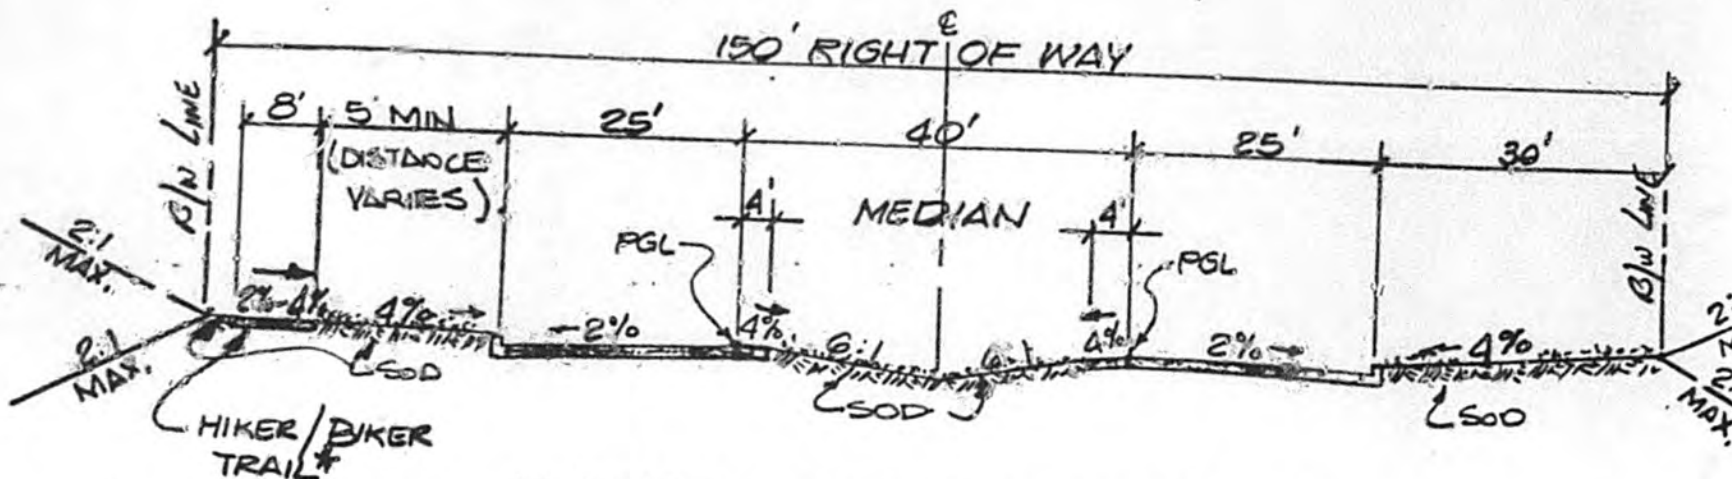 ℄
150' RIGHT OF WAY
8' 5' MIN 25' 40' 25' 30'
(DISTANCE
VARIES)
R/W LINE
R/W LINE
4' MEDIAN 4'
PGL
PGL
2:1
MAX.
2:1
MAX.
2%-4% 4% 2% 4% 6:1 6:1 4% 2% 4%
SOD
SOD
SOD
MAX.
HIKER/BIKER
TRAIL*